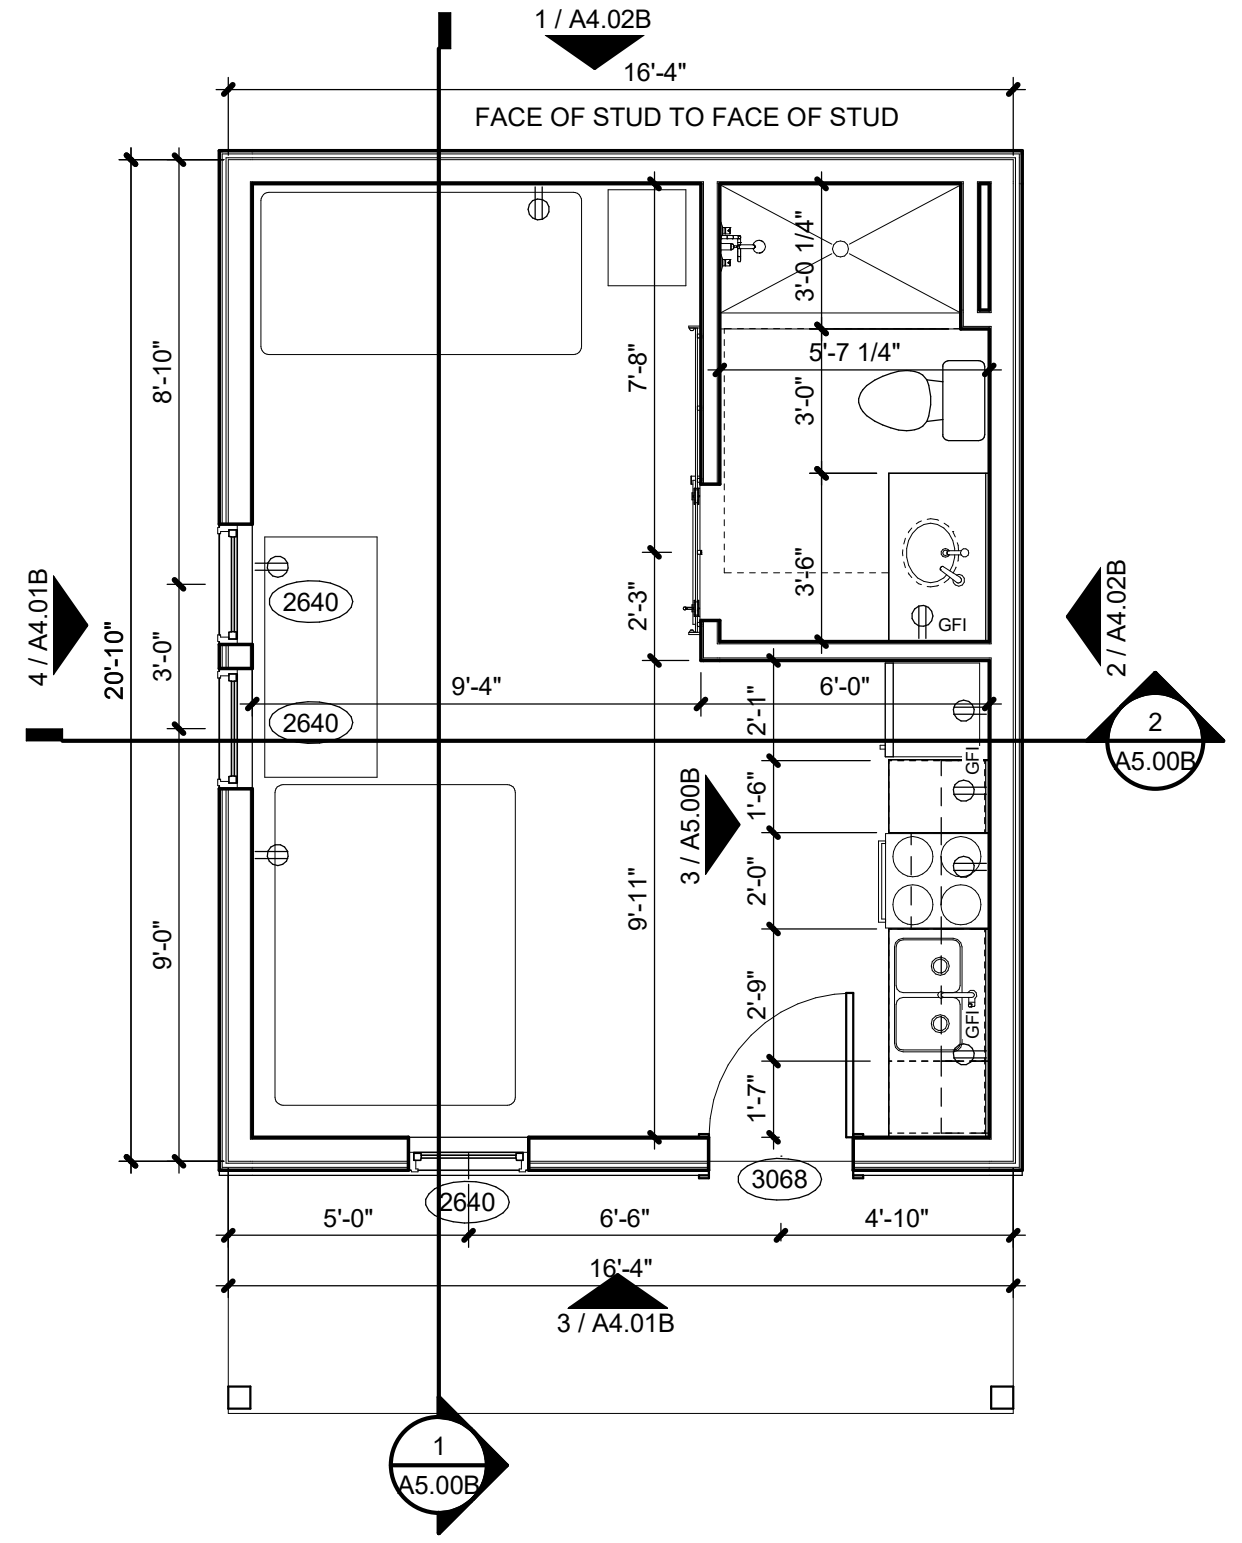 1 / A4.02B
16'-4"
FACE OF STUD TO FACE OF STUD
3'-0 1/4"
8'-10"
7'-8"
5'-7 1/4"
3'-0"
4 / A4.01B
20'-10"
3'-0"
2640
2'-3"
3'-6"
GFI
2 / A4.02B
9'-4"
6'-0"
2640
2'-1"
GFI
2
A5.00B
3 / A5.00B
1'-6"
2'-0"
9'-0"
9'-11"
2'-9"
GFI
1'-7"
2640
3068
5'-0"
6'-6"
4'-10"
16'-4"
3 / A4.01B
1
A5.00B